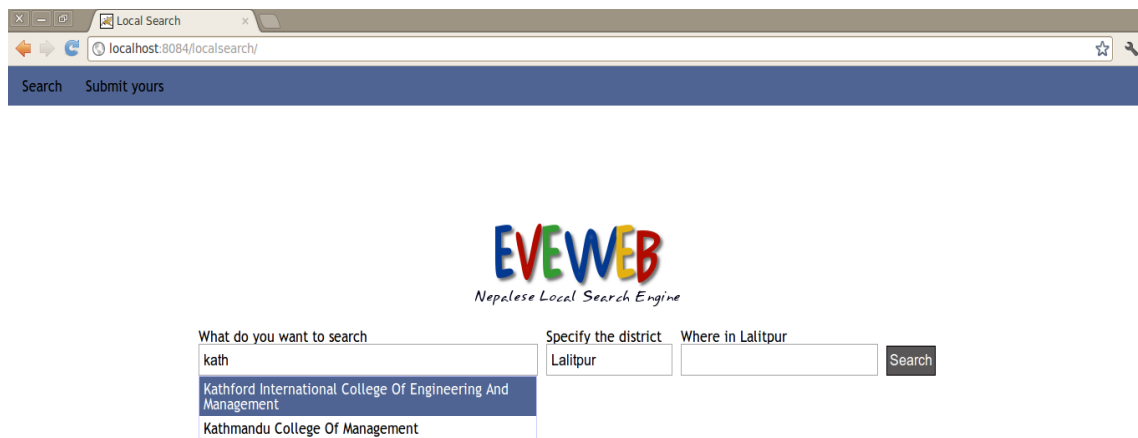 Local Search
localhost:8084/localsearch/
Search Submit yours
EVEWEB
Nepalese Local Search Engine
What do you want to search Specify the district Where in Lalitpur
kath Lalitpur Search
Kathford International College Of Engineering And
Management
Kathmandu College Of Management